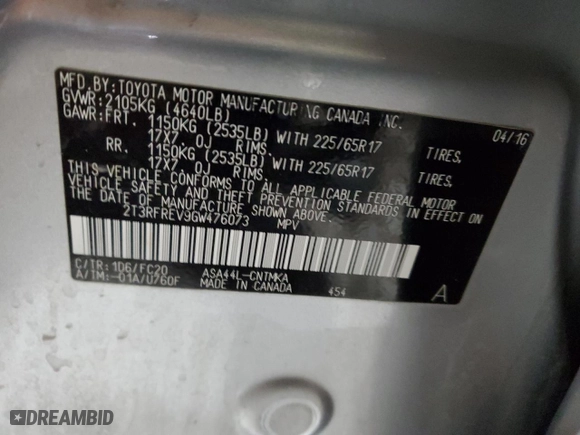 MFD.BY:TOYOTA MOTOR MANUFACTURING CANADA INC.
GVWR:2105KG (4640LB) 04/16
GAWR:FRT. 1150KG (2535LB) WITH 225/65R17 TIRES.
17X7 0J RIMS.
RR. 1150KG (2535LB) WITH 225/65R17 TIRES.
17X7 0J RIMS.
THIS VEHICLE CONFORMS TO ALL APPLICABLE FEDERAL MOTOR
VEHICLE SAFETY AND THEFT PREVENTION STANDARDS IN EFFECT ON
THE DATE OF MANUFACTURE SHOWN ABOVE.
2T3RFREV9GW476073 MPV
C/TR:1D6/FC20 ASA44L-CNTMKA
A/TM:-01A/U760F MADE IN CANADA 454 A
DREAMBID